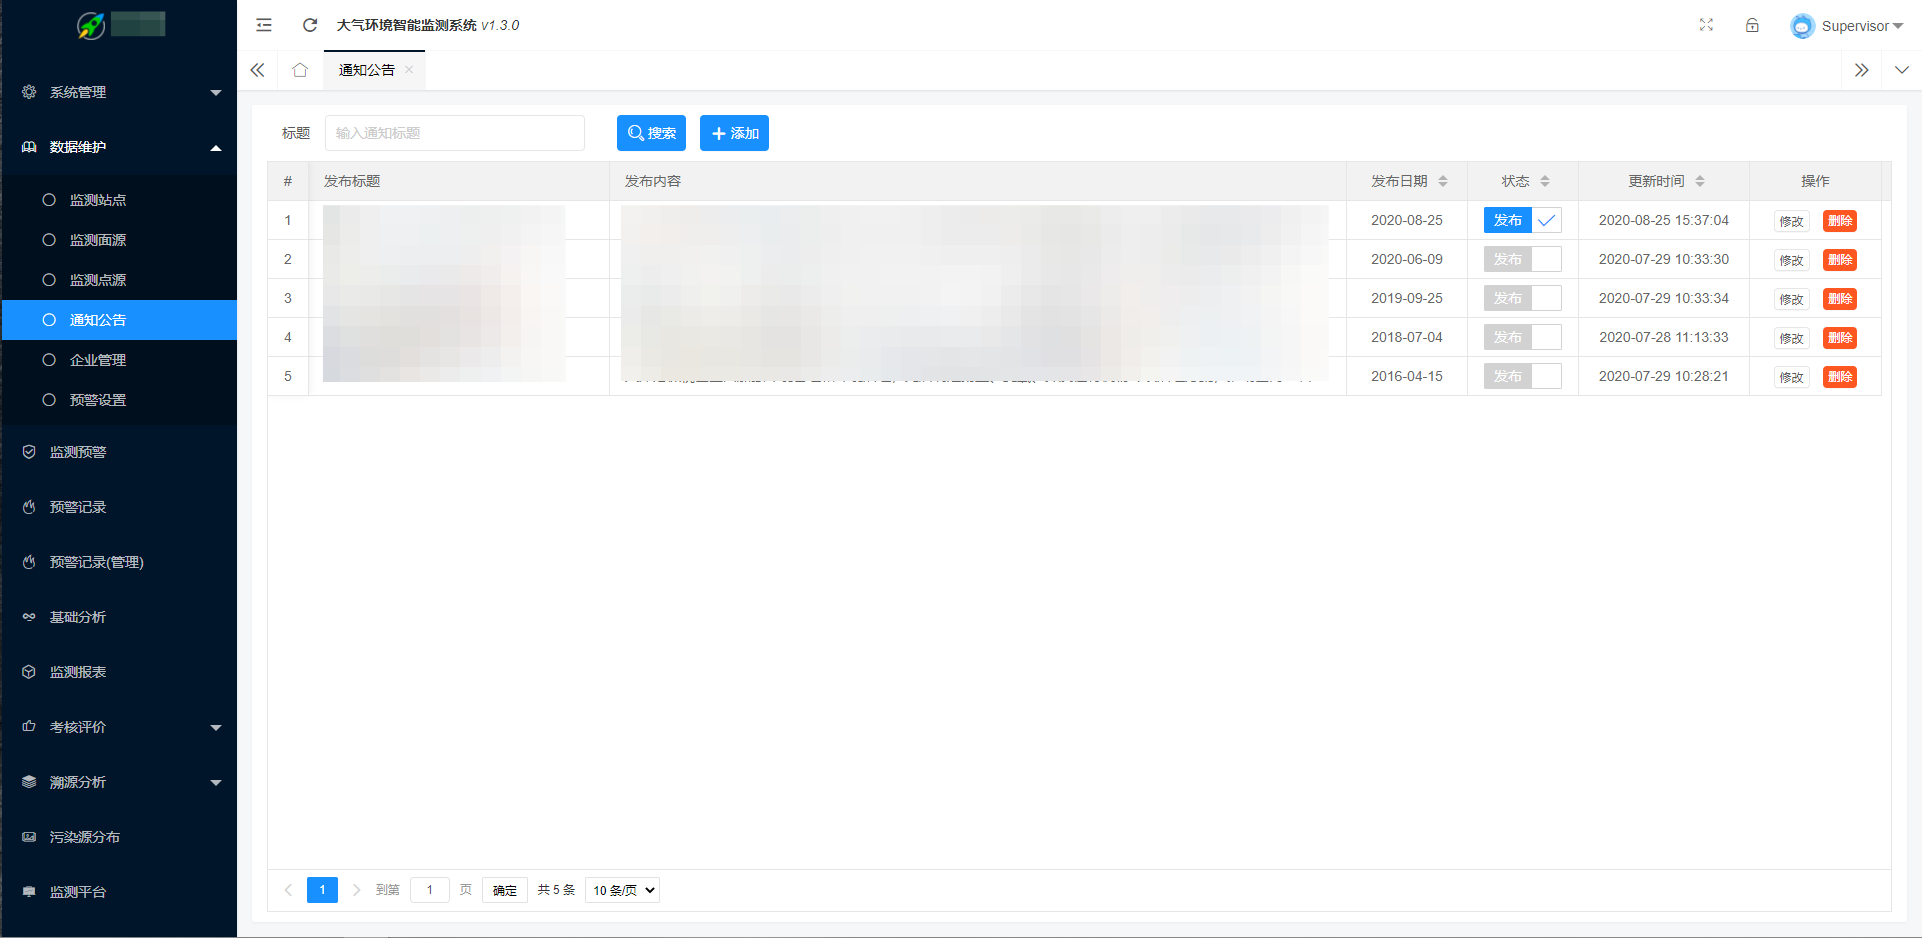 大气环境智能监测系统 v1.3.0
Supervisor
系统管理
数据维护
监测站点
监测面源
监测点源
通知公告
企业管理
预警设置
监测预警
预警记录
预警记录(管理)
基础分析
监测报表
考核评价
溯源分析
污染源分布
监测平台
通知公告
标题 输入通知标题 搜索 添加
# 发布标题 发布内容 发布日期 状态 更新时间 操作
1 2020-08-25 发布 2020-08-25 15:37:04 修改 删除
2 2020-06-09 发布 2020-07-29 10:33:30 修改 删除
3 2019-09-25 发布 2020-07-29 10:33:34 修改 删除
4 2018-07-04 发布 2020-07-28 11:13:33 修改 删除
5 2016-04-15 发布 2020-07-29 10:28:21 修改 删除
1 到第 1 页 确定 共 5 条 10 条/页